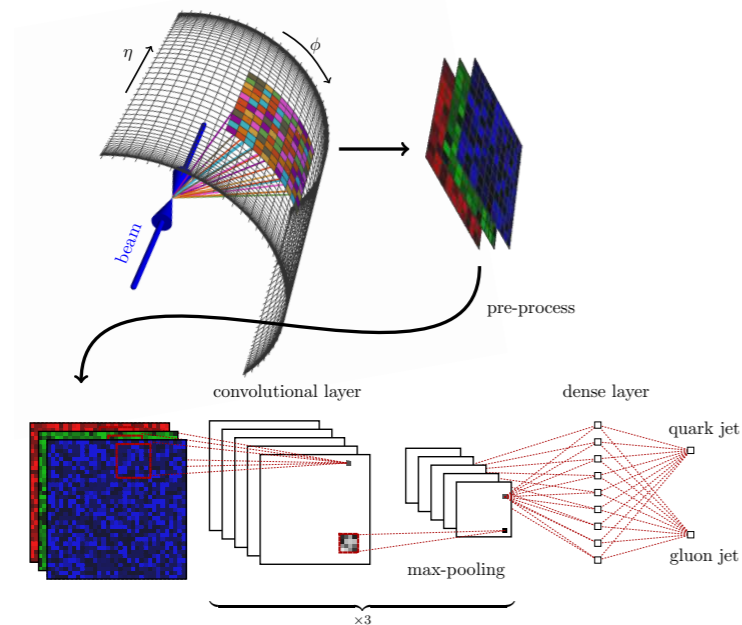 η
ϕ
beam
pre-process
convolutional layer
dense layer
quark jet
gluon jet
max-pooling
×3